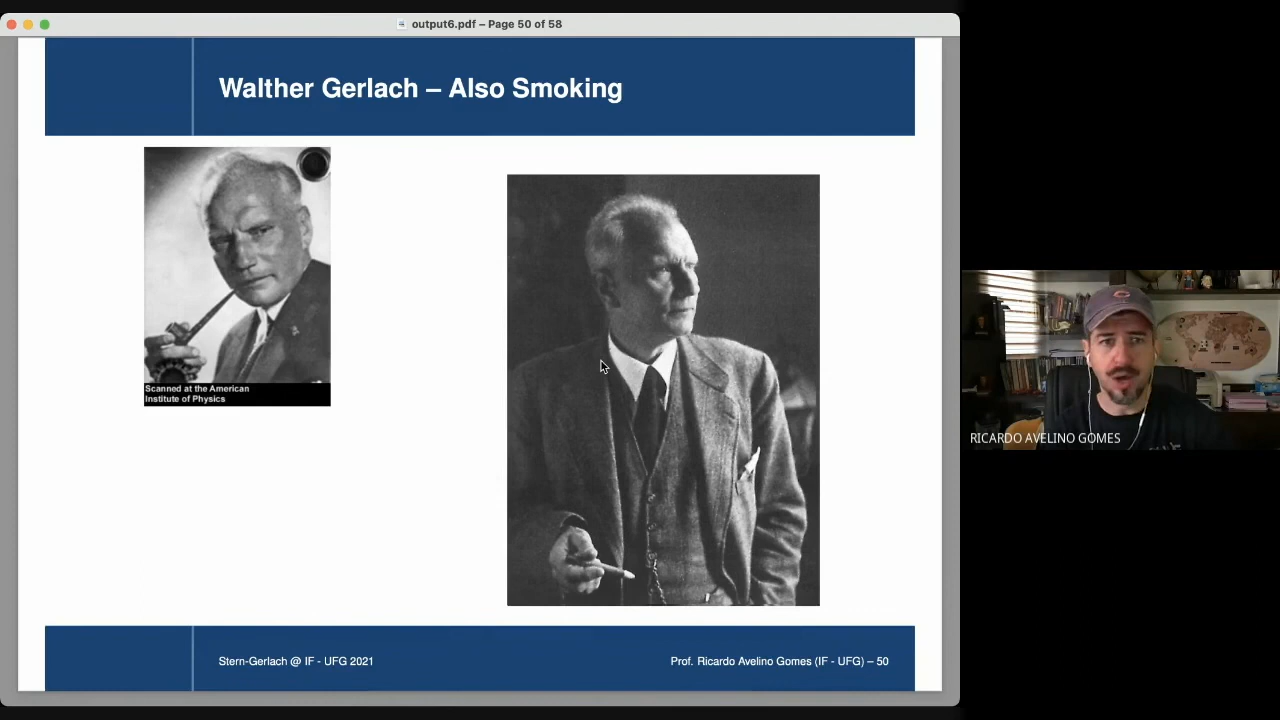 output6.pdf – Page 50 of 58
Walther Gerlach – Also Smoking
Scanned at the American
Institute of Physics
RICARDO AVELINO GOMES
Stern-Gerlach @ IF - UFG 2021
Prof. Ricardo Avelino Gomes (IF - UFG) – 50